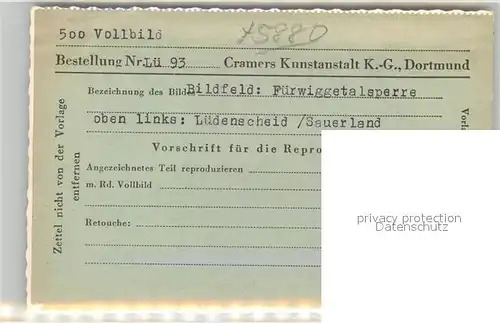 75880
500 Vollbild
Bestellung Nr. Lü 93 Cramers Kunstanstalt K.-G., Dortmund
Bezeichnung des Bildes Bildfeld: Fürwiggetalsperre
oben links: Lüdenscheid /Sauerland
Vorschrift für die Repro
Angezeichnetes Teil reproduzieren
m. Rd. Vollbild
Retouche:
Zettel nicht von der Vorlage
entfernen
privacy protection
Datenschutz